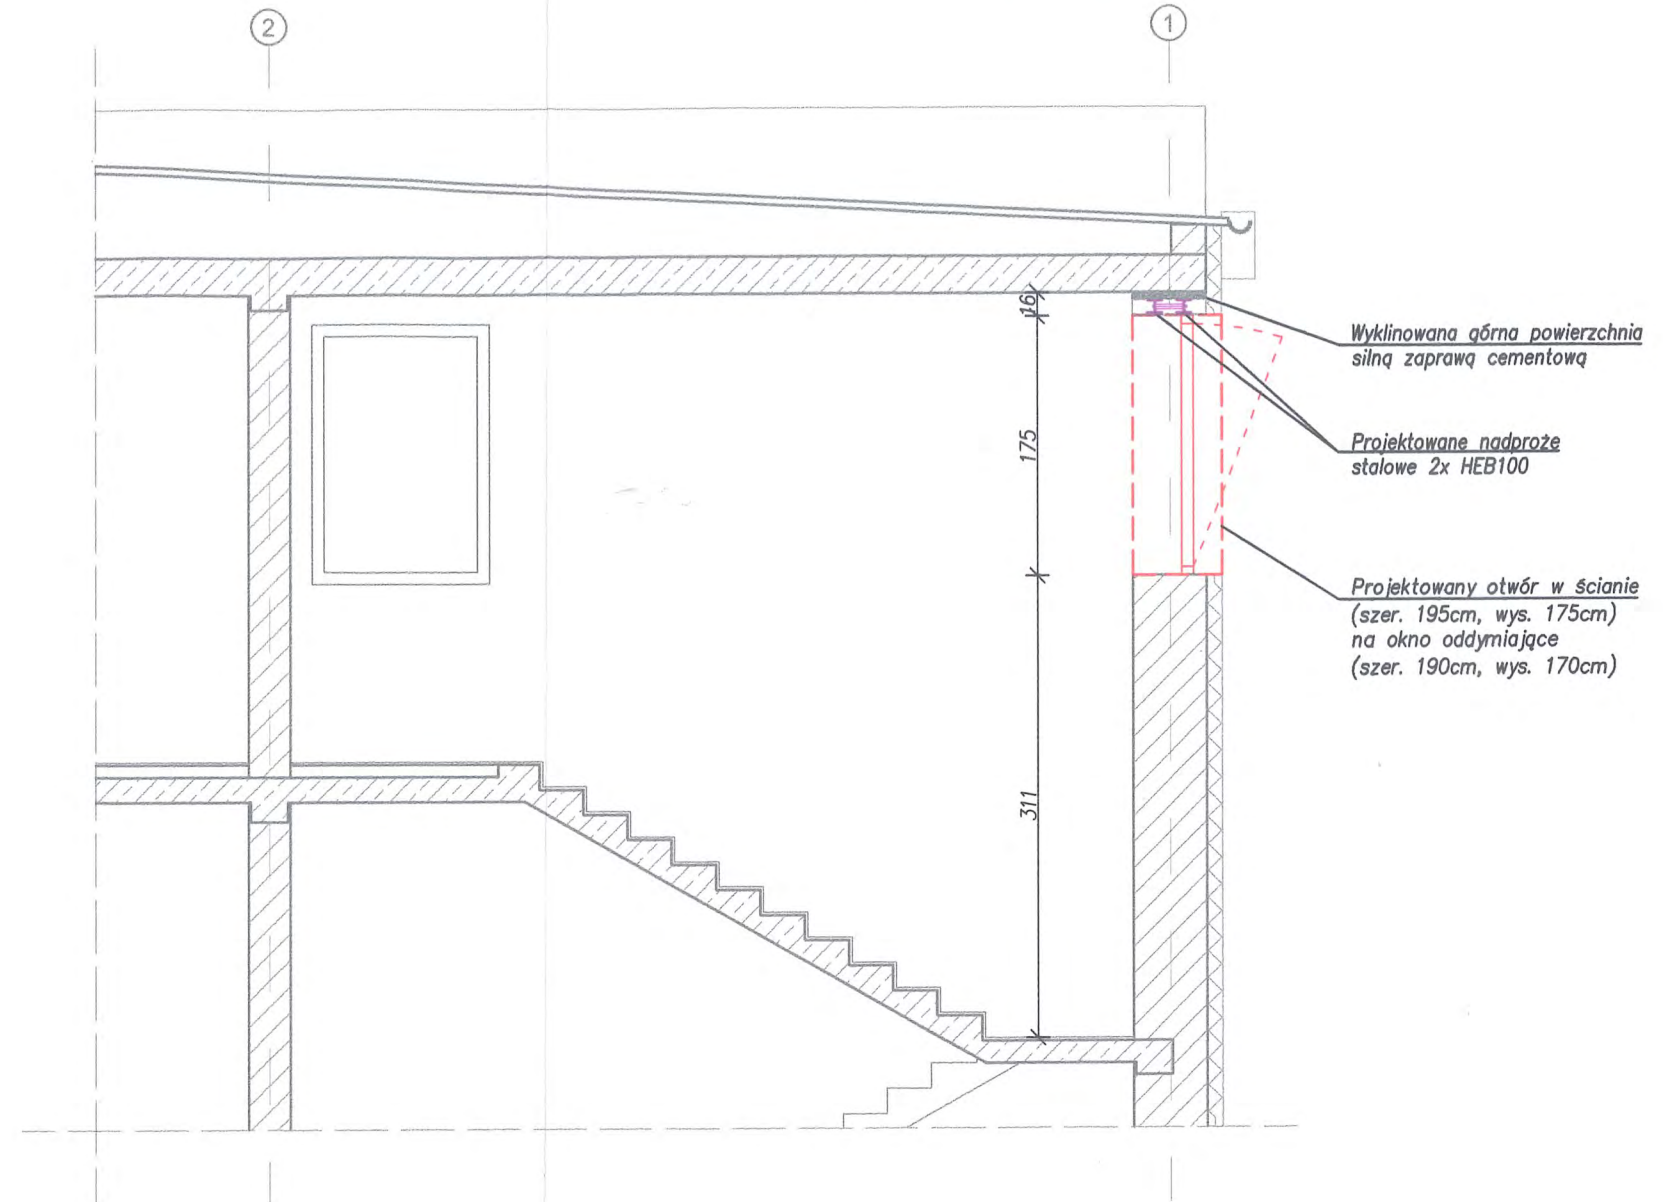 2
1
16
Wyklinowana górna powierzchnia
silną zaprawą cementową
175
Projektowane nadproże
stalowe 2x HEB100
Projektowany otwór w ścianie
(szer. 195cm, wys. 175cm)
na okno oddymiające
(szer. 190cm, wys. 170cm)
311